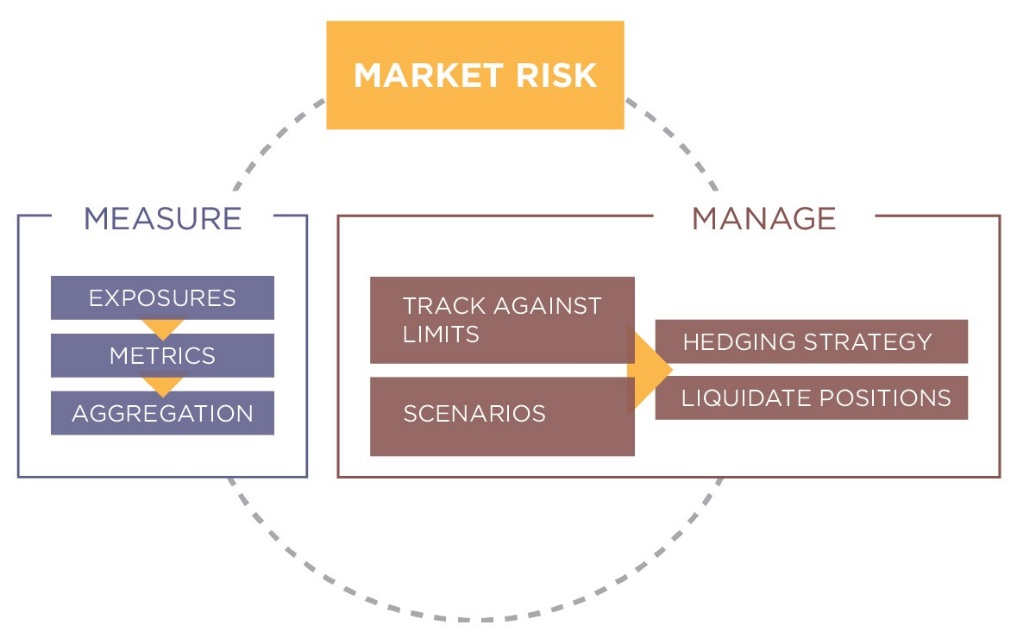 MARKET RISK
MEASURE
EXPOSURES
METRICS
AGGREGATION
MANAGE
TRACK AGAINST
LIMITS
SCENARIOS
HEDGING STRATEGY
LIQUIDATE POSITIONS